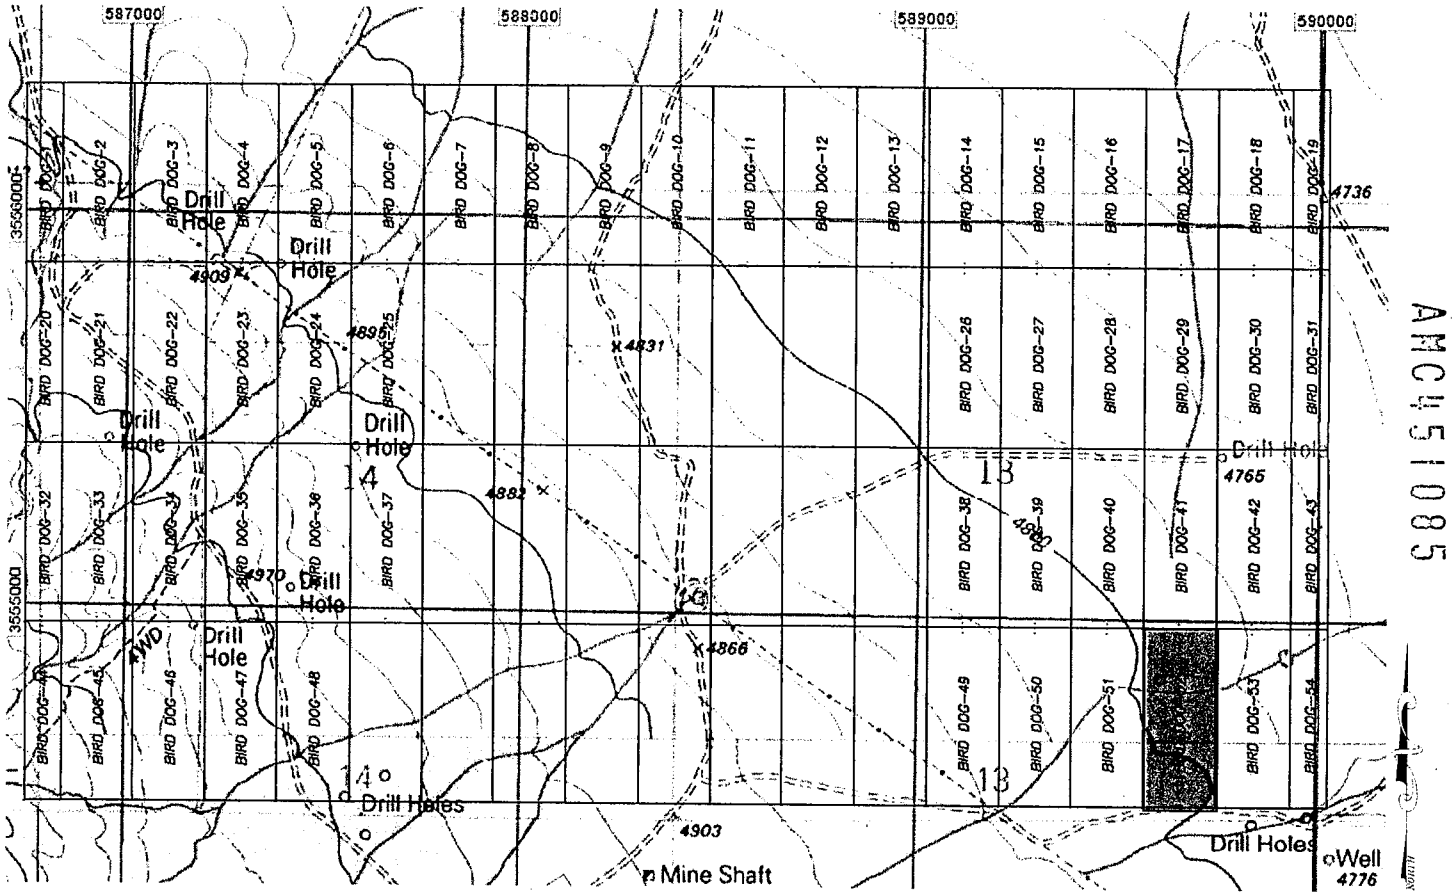 587000
588000
589000
590000
BIRD DOG-1
BIRD DOG-2
BIRD DOG-3
BIRD DOG-4
BIRD DOG-5
BIRD DOG-6
BIRD DOG-7
BIRD DOG-8
BIRD DOG-9
BIRD DOG-10
BIRD DOG-11
BIRD DOG-12
BIRD DOG-13
BIRD DOG-14
BIRD DOG-15
BIRD DOG-16
BIRD DOG-17
BIRD DOG-18
BIRD DOG-19
4736
3556000
Drill
Hole
Drill
Hole
4909
BIRD DOG-20
BIRD DOG-21
BIRD DOG-22
BIRD DOG-23
BIRD DOG-24
BIRD DOG-25
4895
4831
BIRD DOG-26
BIRD DOG-27
BIRD DOG-28
BIRD DOG-29
BIRD DOG-30
BIRD DOG-31
AMC451085
Drill
Hole
Drill
Hole
14
4882
13
Drill Hole
4765
BIRD DOG-32
BIRD DOG-33
BIRD DOG-34
BIRD DOG-35
BIRD DOG-36
BIRD DOG-37
BIRD DOG-38
BIRD DOG-39
BIRD DOG-40
BIRD DOG-41
BIRD DOG-42
BIRD DOG-43
3555000
4970
Drill
Hole
4WD
Drill
Hole
4866
BIRD DOG-44
BIRD DOG-45
BIRD DOG-46
BIRD DOG-47
BIRD DOG-48
BIRD DOG-49
BIRD DOG-50
BIRD DOG-51
BIRD DOG-53
BIRD DOG-54
14
13
Drill Holes
4903
Drill Holes
Mine Shaft
Well
4776